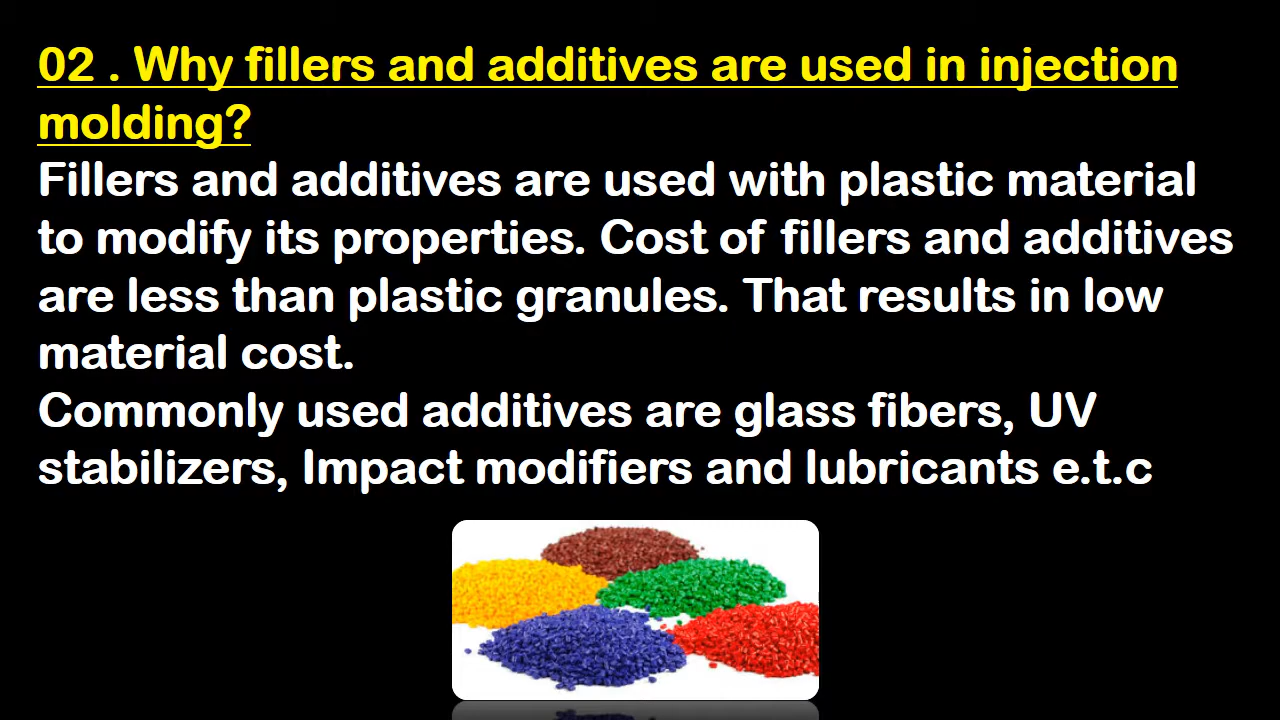 02 . Why fillers and additives are used in injection
molding?
Fillers and additives are used with plastic material
to modify its properties. Cost of fillers and additives
are less than plastic granules. That results in low
material cost.
Commonly used additives are glass fibers, UV
stabilizers, Impact modifiers and lubricants e.t.c